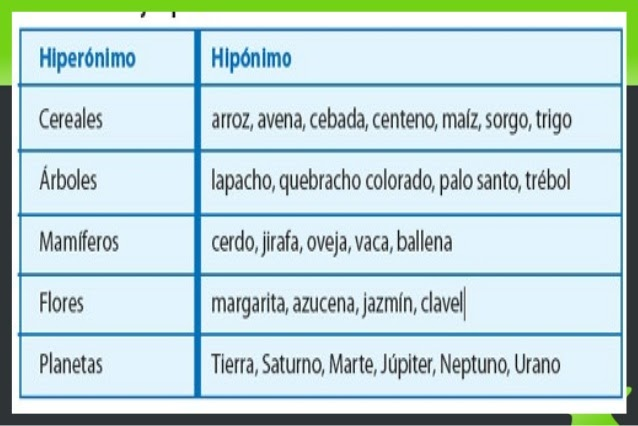 Hiperónimo Hipónimo
Cereales arroz, avena, cebada, centeno, maíz, sorgo, trigo
Árboles lapacho, quebracho colorado, palo santo, trébol
Mamíferos cerdo, jirafa, oveja, vaca, ballena
Flores margarita, azucena, jazmín, clavel
Planetas Tierra, Saturno, Marte, Júpiter, Neptuno, Urano